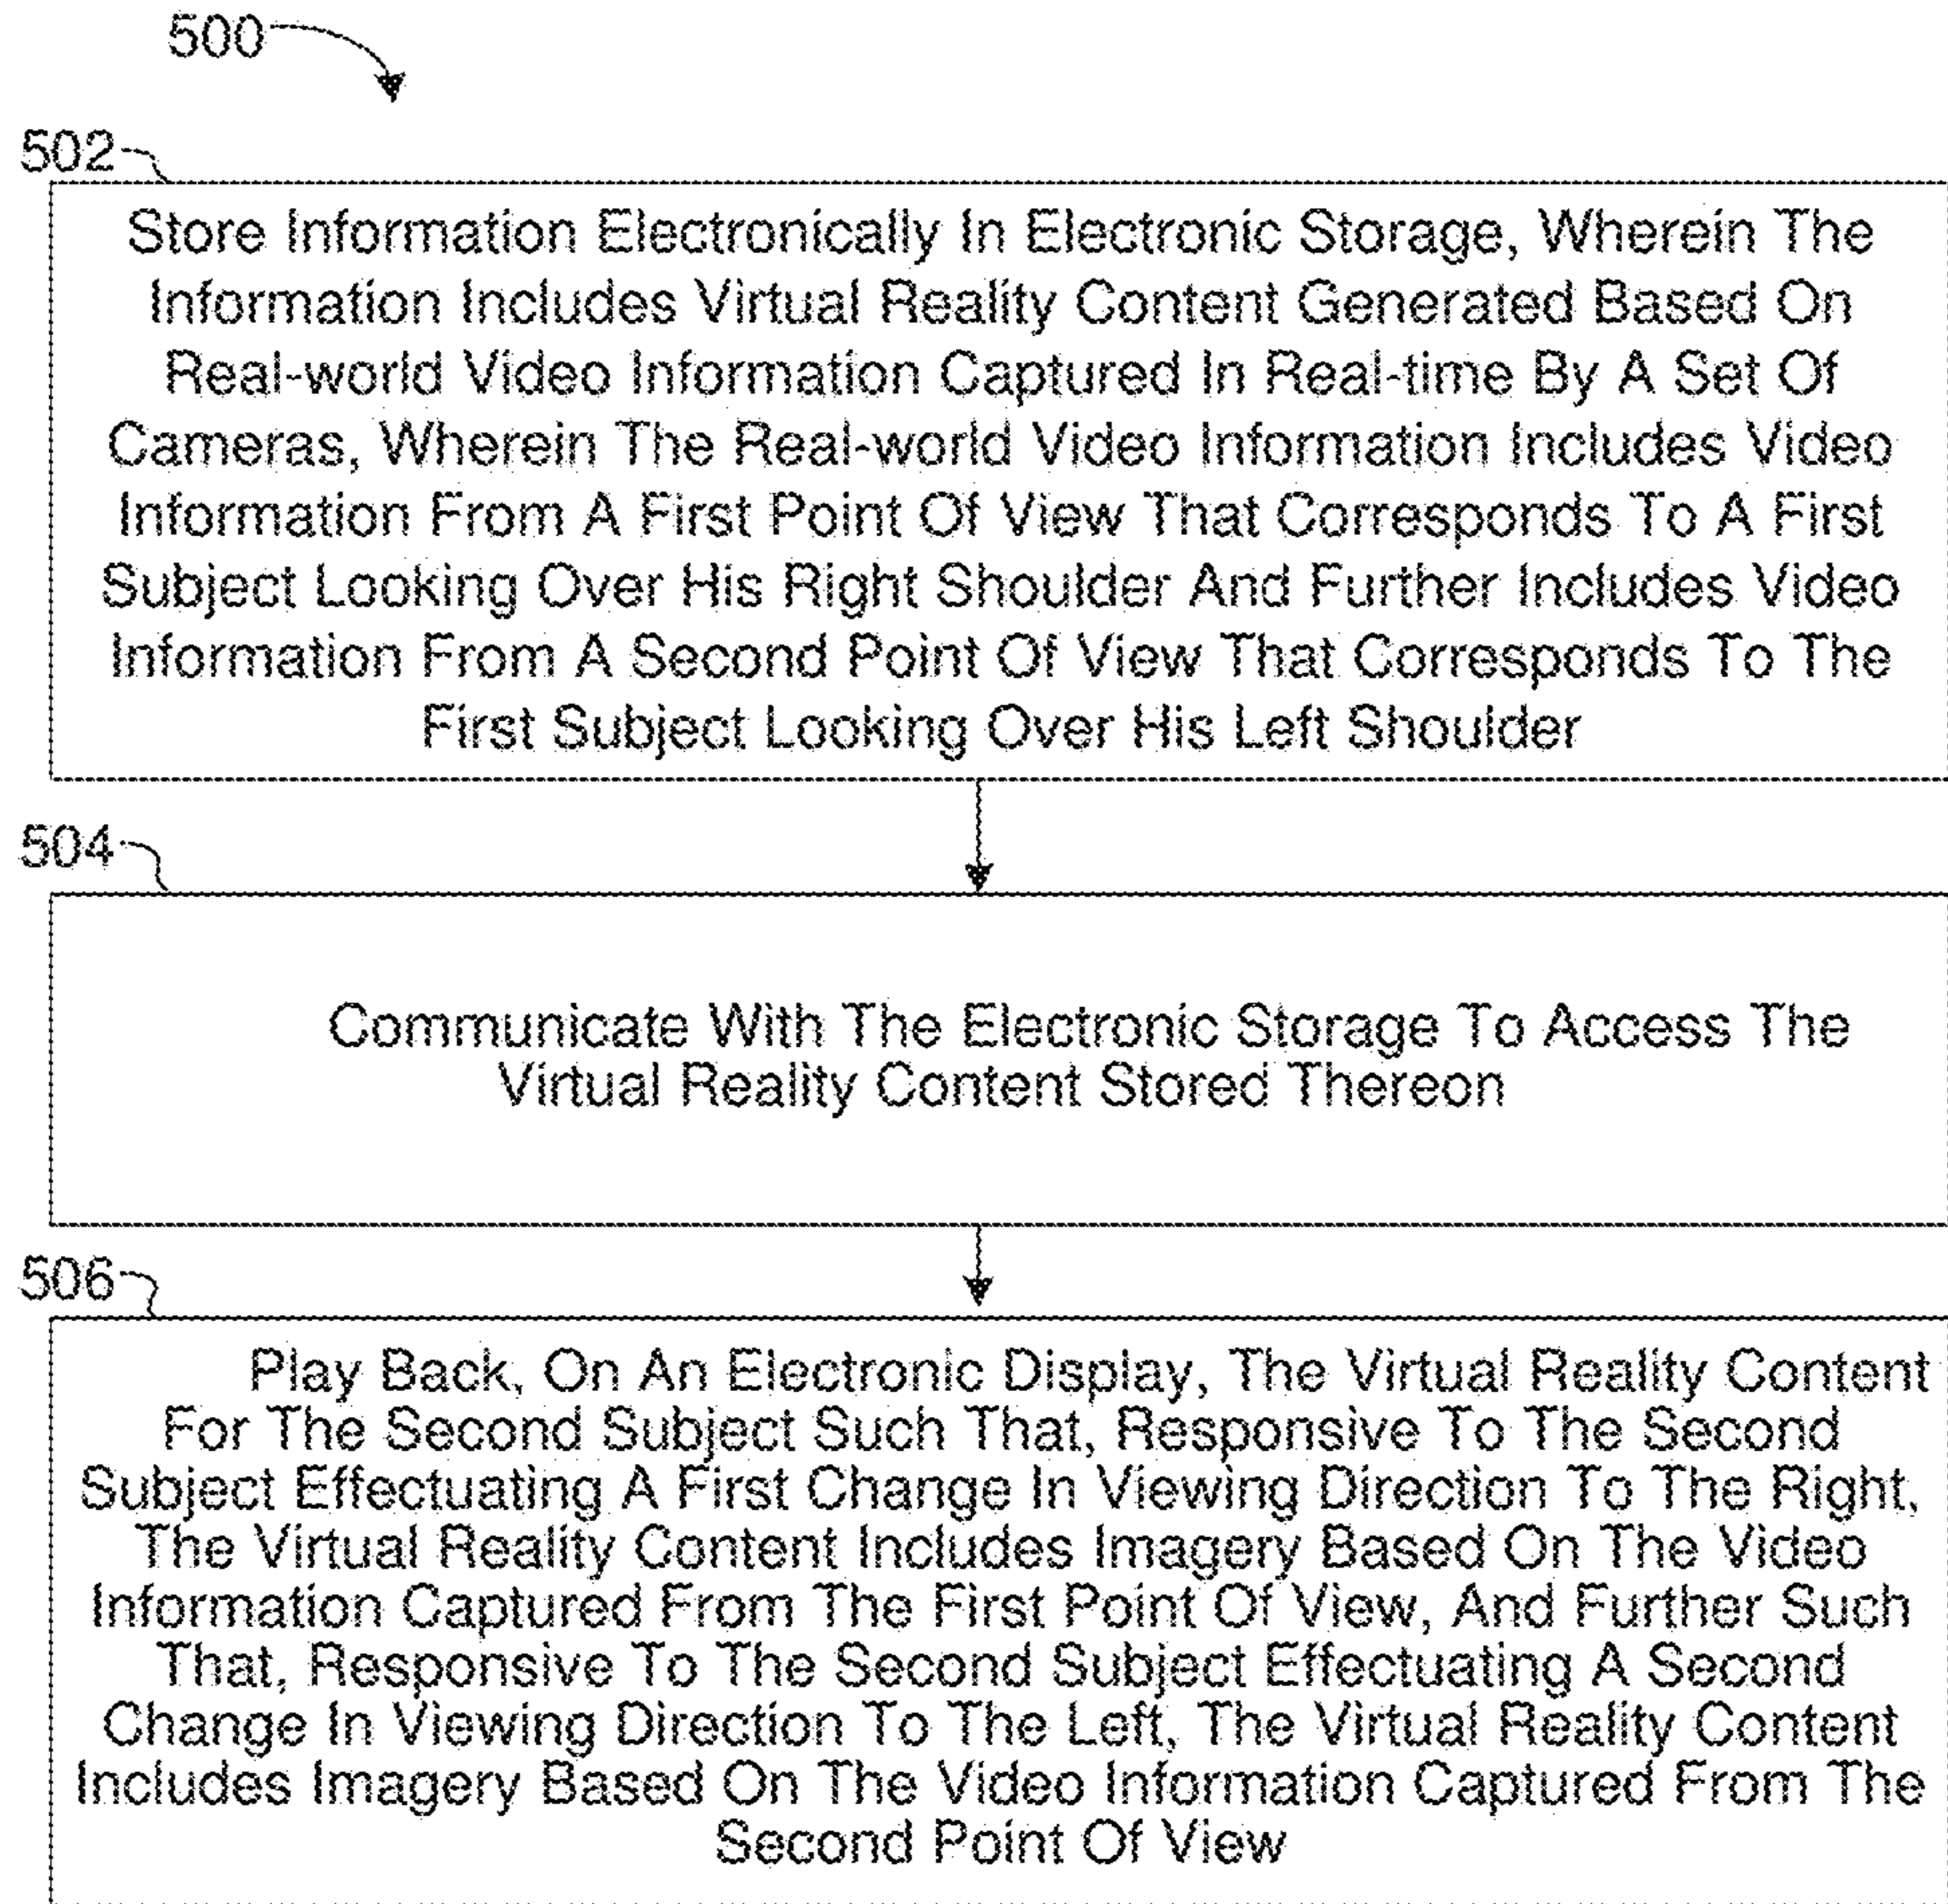 500
502
Store Information Electronically In Electronic Storage, Wherein The
Information Includes Virtual Reality Content Generated Based On
Real-world Video Information Captured In Real-time By A Set Of
Cameras, Wherein The Real-world Video Information Includes Video
Information From A First Point Of View That Corresponds To A First
Subject Looking Over His Right Shoulder And Further Includes Video
Information From A Second Point Of View That Corresponds To The
First Subject Looking Over His Left Shoulder
504
Communicate With The Electronic Storage To Access The
Virtual Reality Content Stored Thereon
506
Play Back, On An Electronic Display, The Virtual Reality Content
For The Second Subject Such That, Responsive To The Second
Subject Effectuating A First Change In Viewing Direction To The Right,
The Virtual Reality Content Includes Imagery Based On The Video
Information Captured From The First Point Of View, And Further Such
That, Responsive To The Second Subject Effectuating A Second
Change In Viewing Direction To The Left, The Virtual Reality Content
Includes Imagery Based On The Video Information Captured From The
Second Point Of View